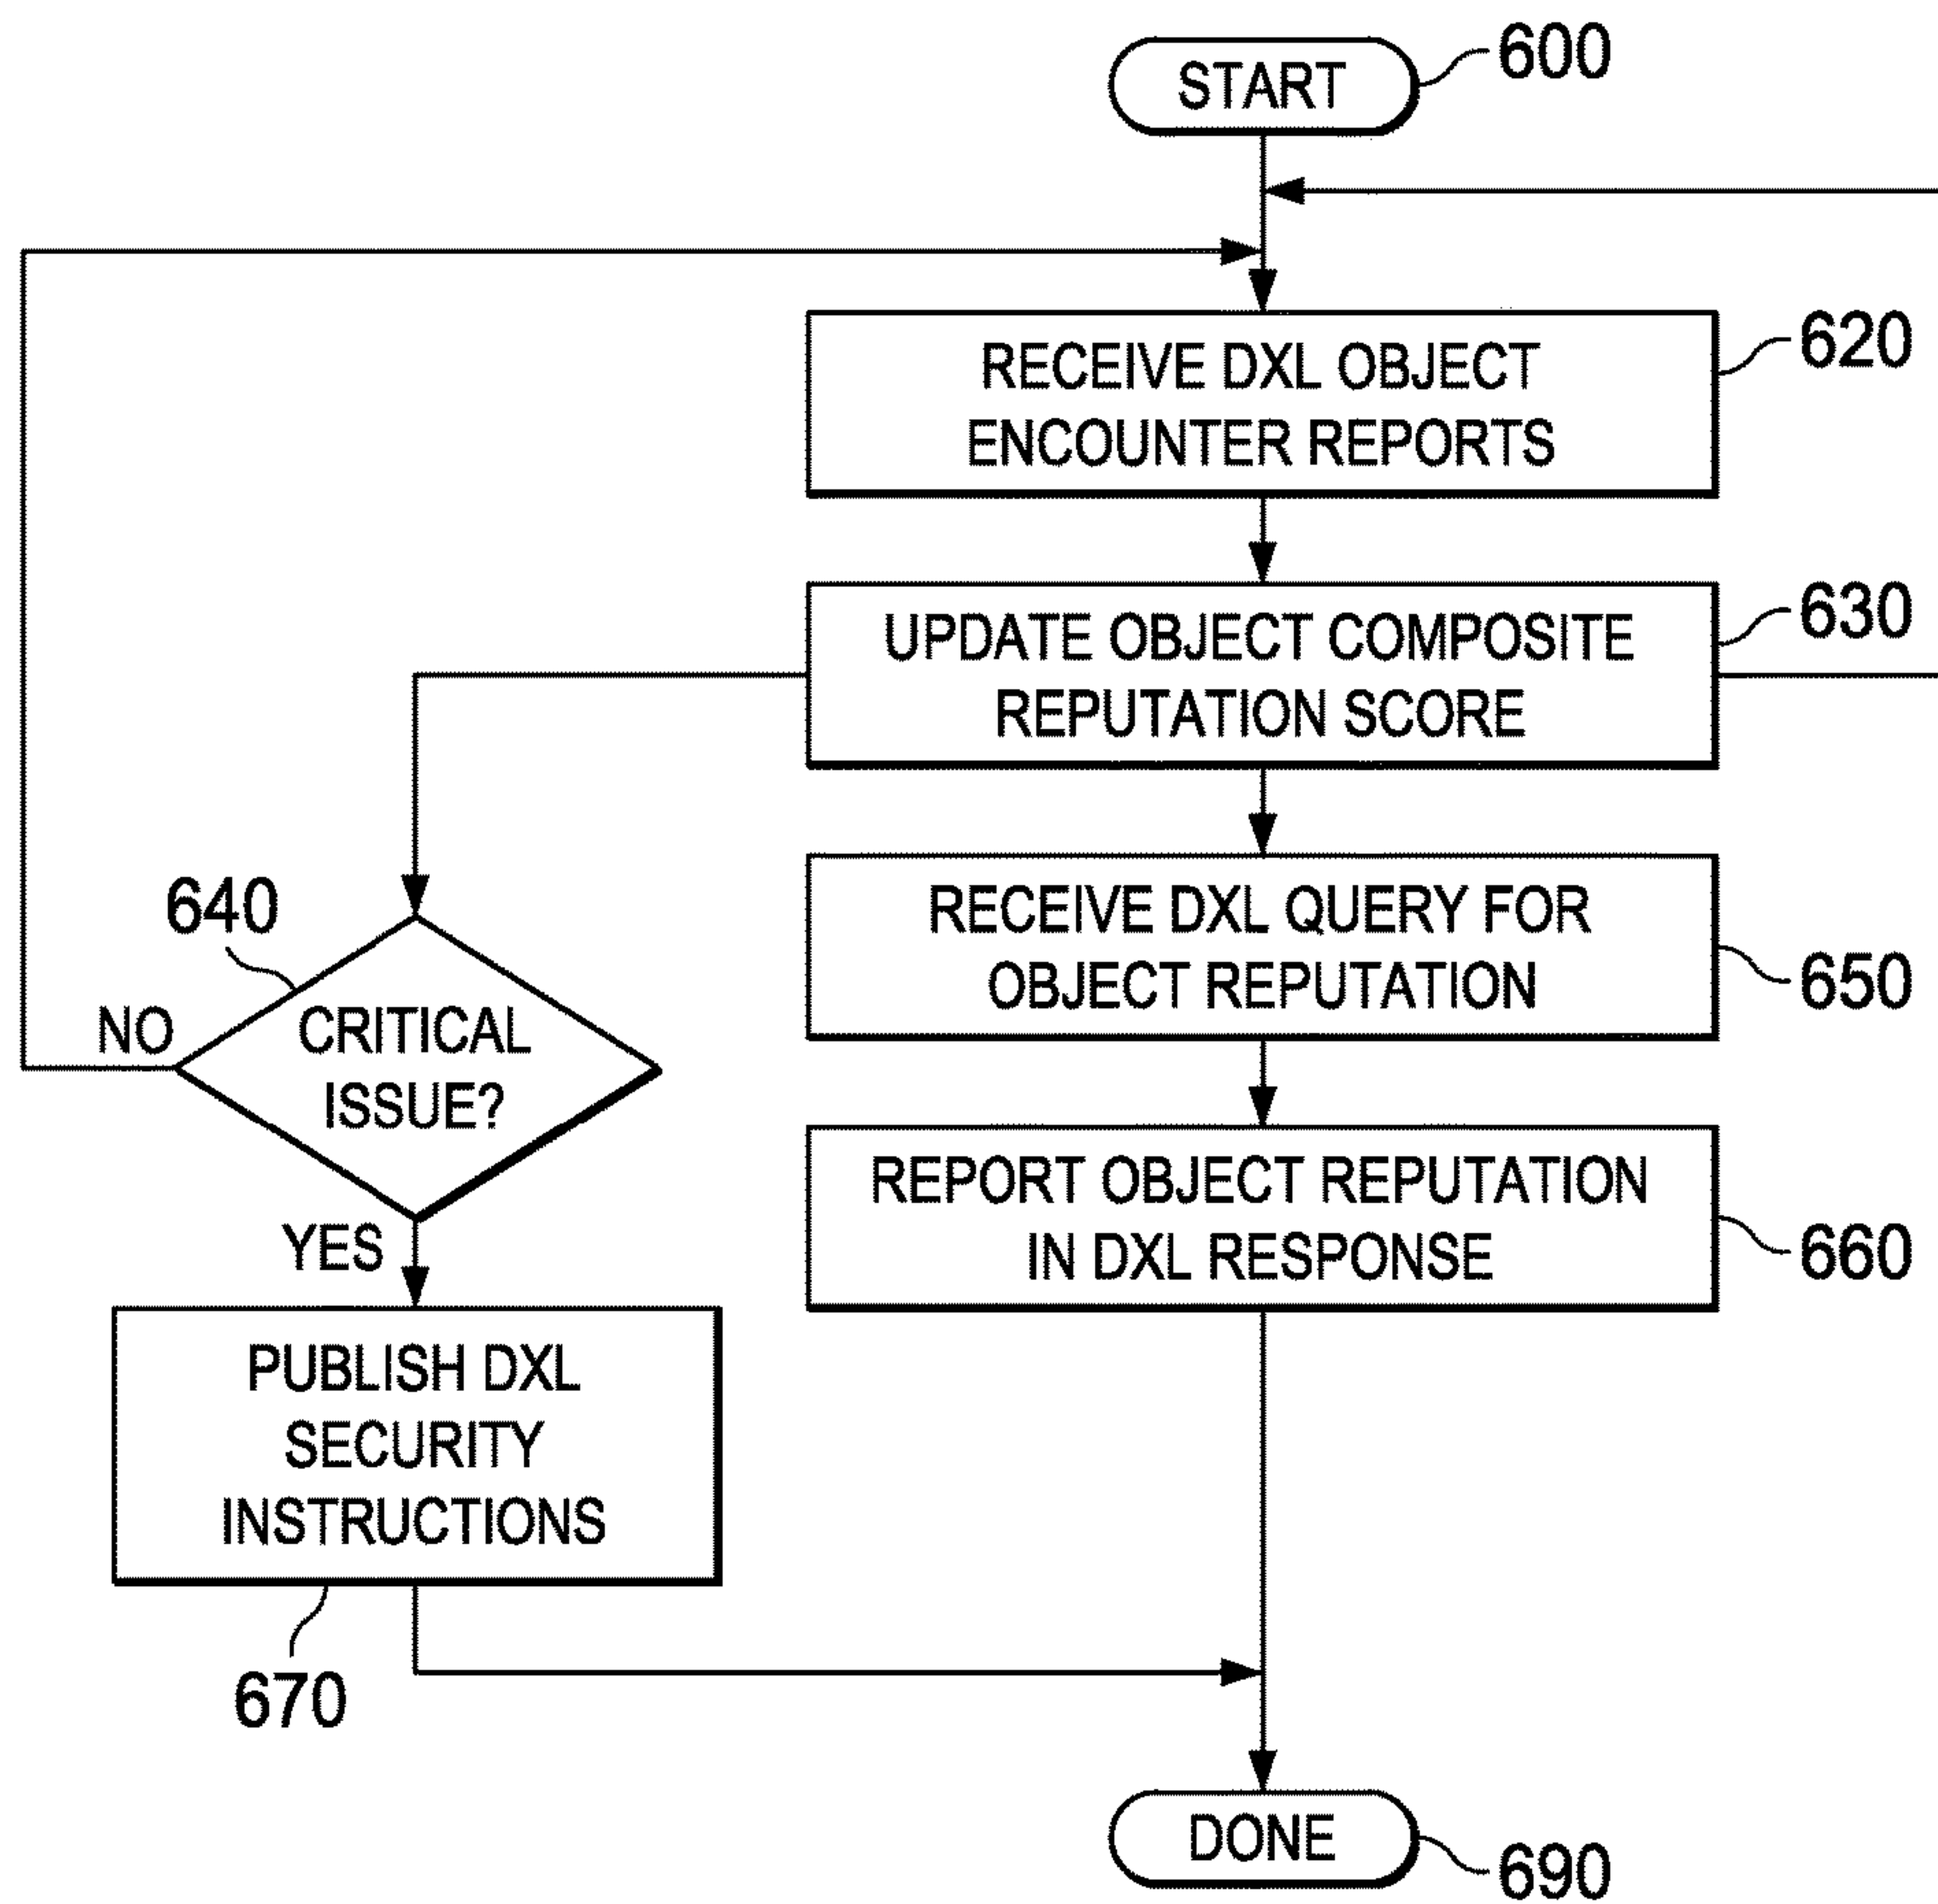 START
600
RECEIVE DXL OBJECT
ENCOUNTER REPORTS
620
UPDATE OBJECT COMPOSITE
REPUTATION SCORE
630
640
NO
CRITICAL
ISSUE?
YES
RECEIVE DXL QUERY FOR
OBJECT REPUTATION
650
REPORT OBJECT REPUTATION
IN DXL RESPONSE
660
PUBLISH DXL
SECURITY
INSTRUCTIONS
670
DONE
690